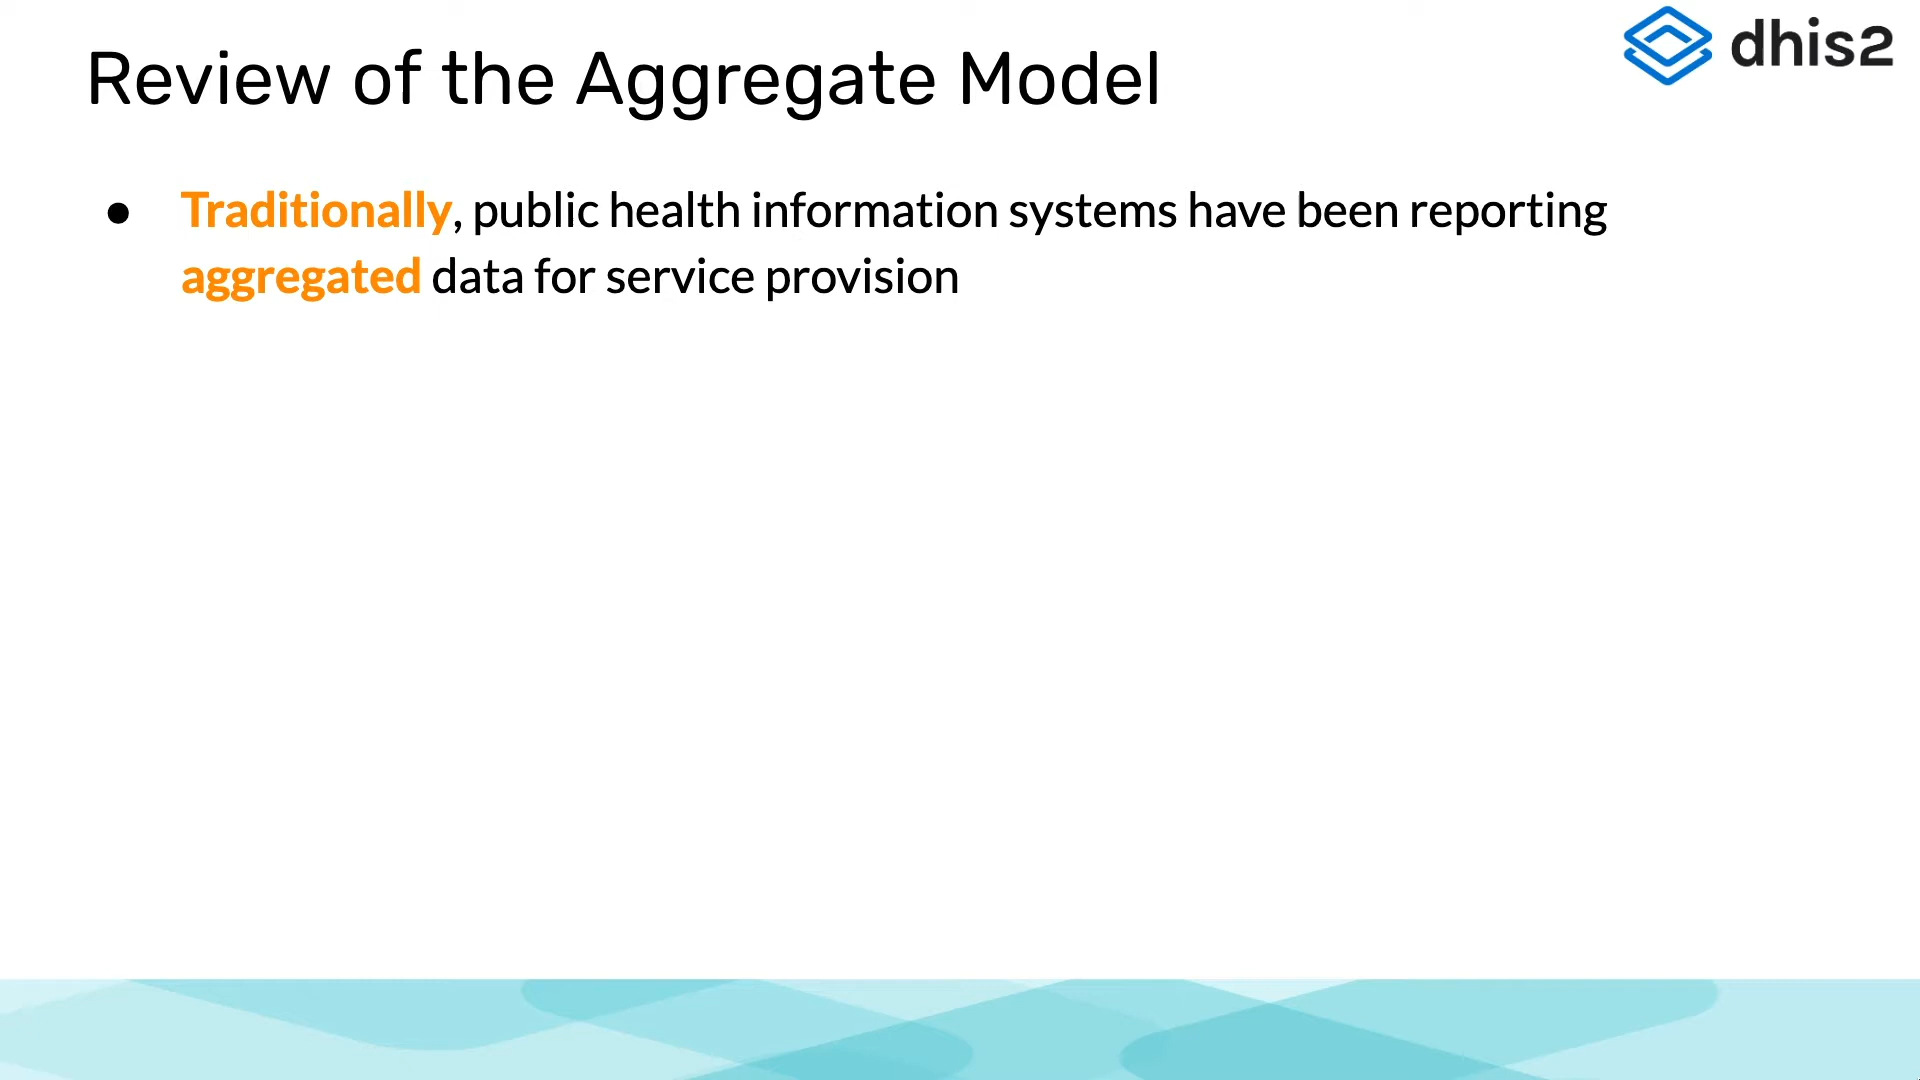 dhis2
Review of the Aggregate Model
● Traditionally, public health information systems have been reporting
aggregated data for service provision